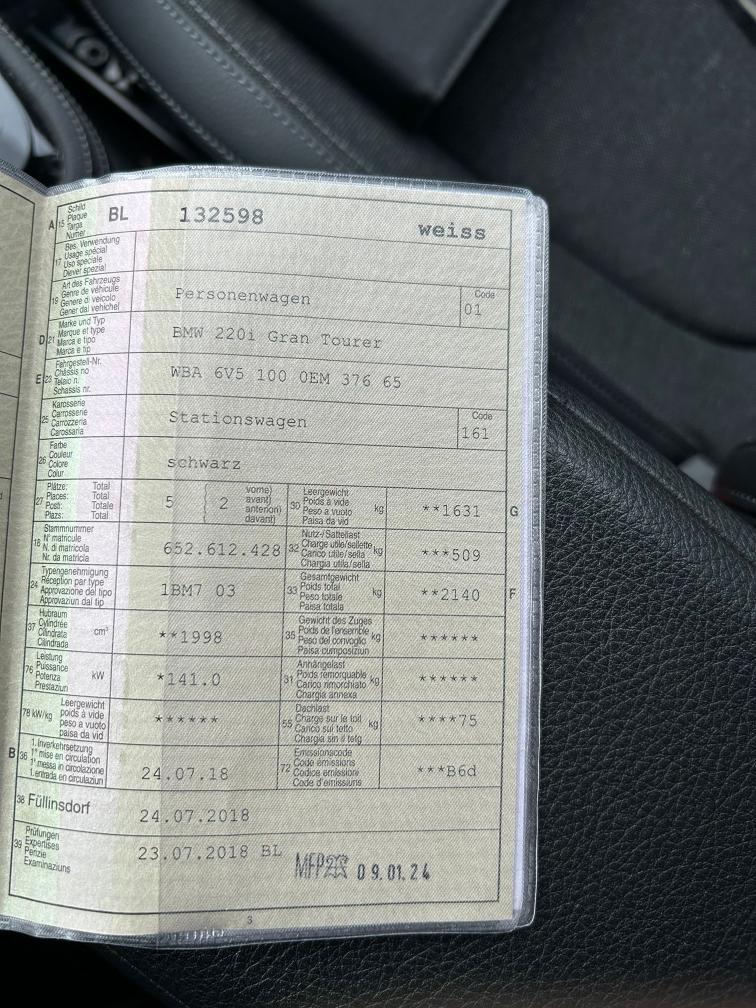 A 15 Schild Plaque Targa Numer BL 132598 weiss
17 Bes. Verwendung Usage spécial Uso speciale Diever spezial
19 Art des Fahrzeugs Genre de véhicule Genere di veicolo Gener dal vehichel Personenwagen Code 01
D 21 Marke und Typ Marque et type Marca e tipo Marca e tip BMW 220i Gran Tourer
E 23 Fahrgestell-Nr. Châssis no Telaio n. Schassis nr. WBA 6V5 100 0EM 376 65
25 Karosserie Carrosserie Carrozzeria Carossaria Stationswagen Code 161
26 Farbe Couleur Colore Colur schwarz
27 Plätze: Total Places: Total Posti: Totale Plazs: Total 5 2 vorne) avant) anteriori) davant) 30 Leergewicht Poids à vide Peso a vuoto Paisa da vid kg **1631 G
18 Stammnummer N° matricule N. di matricola Nr. da matricla 652.612.428 32 Nutz-/Sattellast Charge utile/sellette Carico utile/sella Chargia utila/sella kg ***509
24 Typengenehmigung Réception par type Approvazione del tipo Approvaziun dal tip 1BM7 03 33 Gesamtgewicht Poids total Peso totale Paisa totala kg **2140 F
37 Hubraum Cylindrée Cilindrata Cilindrada cm³ **1998 35 Gewicht des Zuges Poids de l'ensemble Peso del convoglio Paisa cumposiziun kg ******
76 Leistung Puissance Potenza Prestaziun kW *141.0 31 Anhängelast Poids remorquable Carico rimorchiato Chargia annexa kg ******
78 kW/kg Leergewicht poids à vide peso a vuoto paisa da vid ****** 55 Dachlast Charge sur le toit Carico sul tetto Chargia sin il tetg kg ****75
B 36 1. Inverkehrsetzung 1re mise en circulation 1a messa in circolazione 1. entrada en circulaziun 24.07.18 72 Emissionscode Code émissions Codice emissioni Code d'emissiuns ***B6d
38 Füllinsdorf 24.07.2018
39 Prüfungen Expertises Perizie Examinaziuns 23.07.2018 BL 09.01.24
3